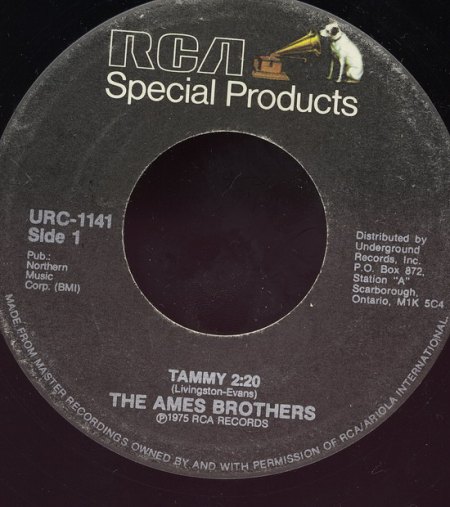 RCA
Special Products
URC-1141
Side 1
Pub.:
Northern
Music
Corp. (BMI)
Distributed by
Underground
Records, Inc.
P.O. Box 872,
Station "A"
Scarborough,
Ontario, M1K 5C4
TAMMY 2:20
(Livingston-Evans)
THE AMES BROTHERS
℗1975 RCA RECORDS
MADE FROM MASTER RECORDINGS OWNED BY AND WITH PERMISSION OF RCA/ARIOLA INTERNATIONAL.